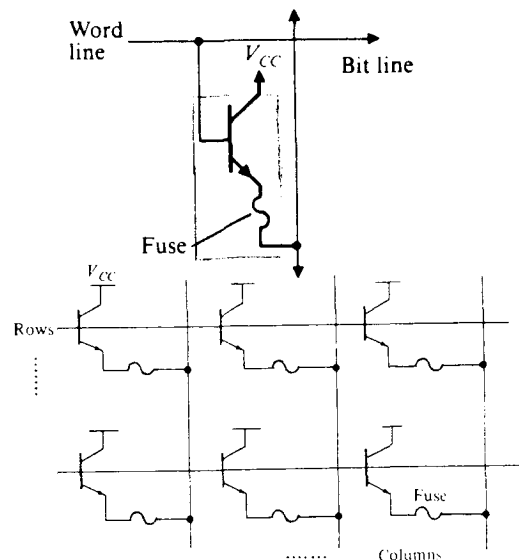 Word
line
V_CC
Bit line
Fuse
V_CC
Rows
.......
Fuse
.......
Columns